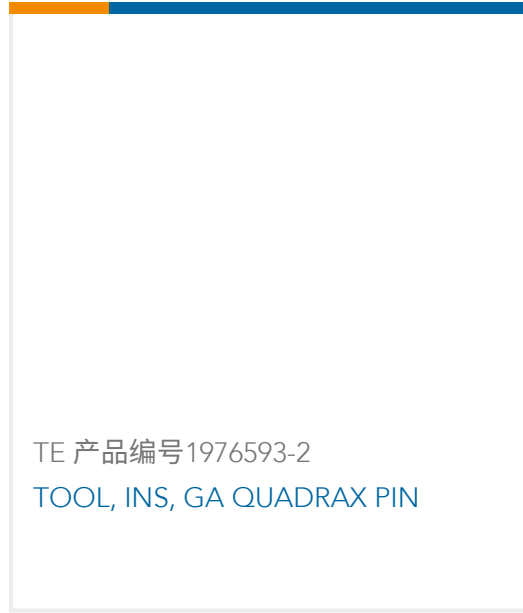 TE 产品编号1976593-2
TOOL, INS, GA QUADRAX PIN